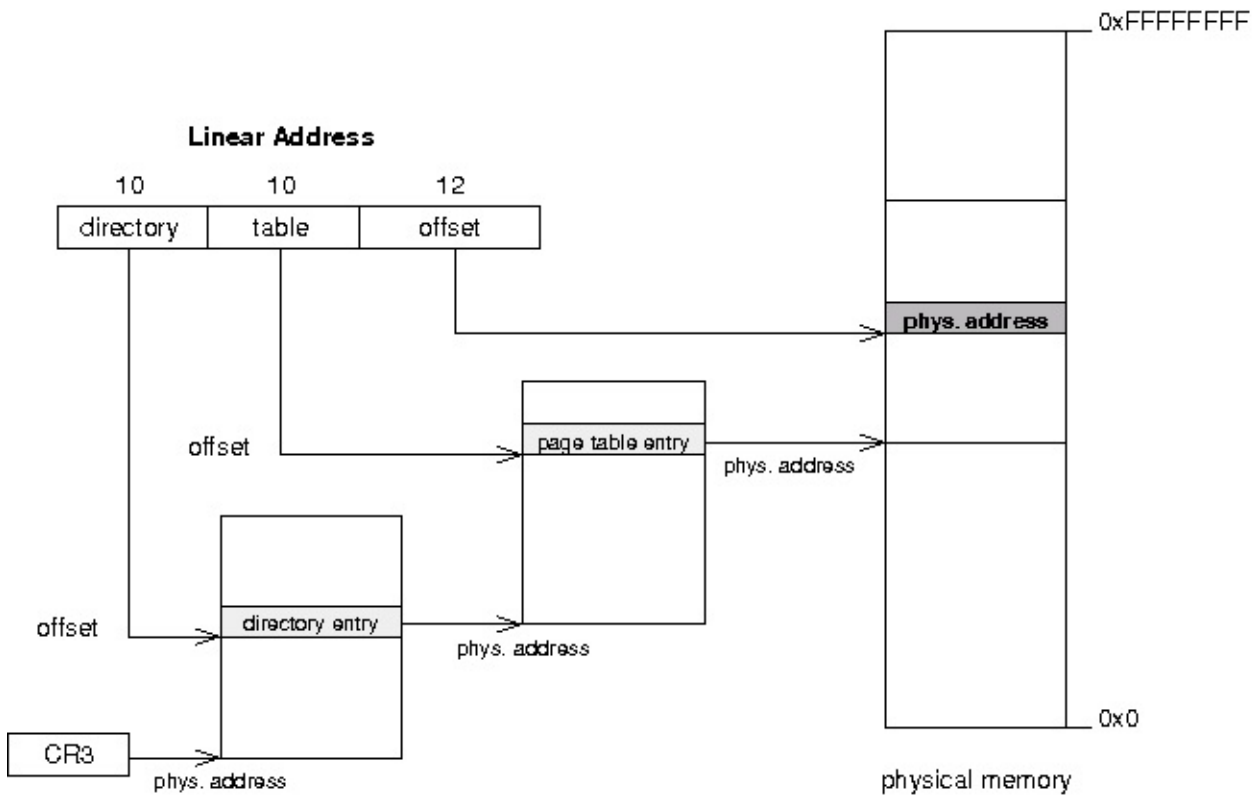 0xFFFFFFFF
Linear Address
10 10 12
directory table offset
phys. address
offset
page table entry
phys. address
offset
directory entry
phys. address
CR3
phys. address
0x0
physical memory